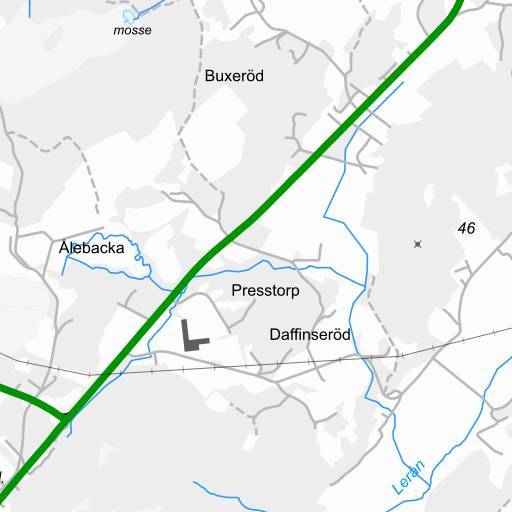 mosse
Buxeröd
46
Ålebacka
Presstorp
Daffinseröd
Lerån